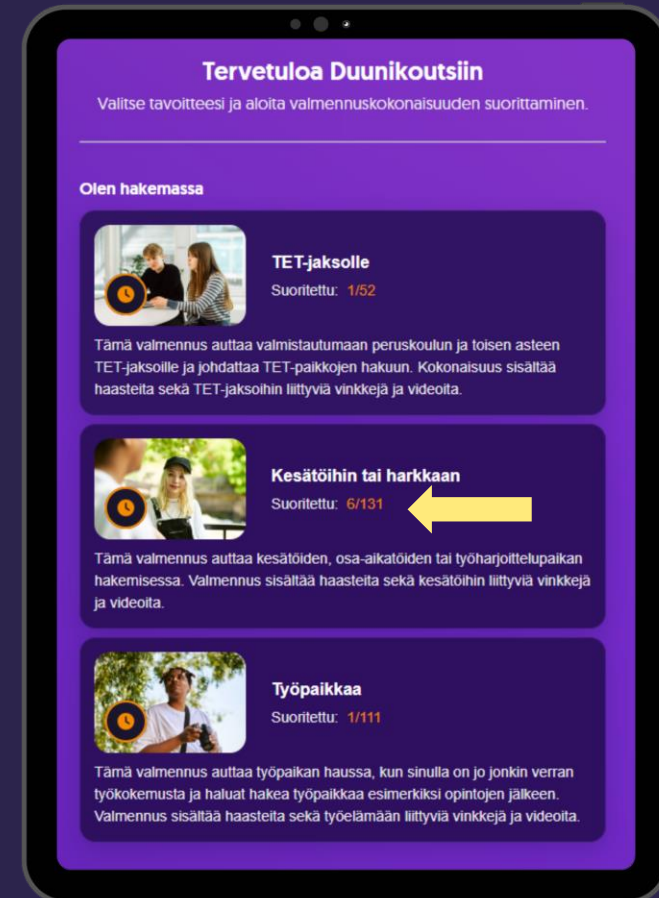 Tervetuloa Duunikoutsiin
Valitse tavoitteesi ja aloita valmennuskokonaisuuden suorittaminen.
Olen hakemassa
TET-jaksolle
Suoritettu: 1/52
Tämä valmennus auttaa valmistautumaan peruskoulun ja toisen asteen
TET-jaksoille ja johdattaa TET-paikkojen hakuun. Kokonaisuus sisältää
haasteita sekä TET-jaksoihin liittyviä vinkkejä ja videoita.
Kesätöihin tai harkkaan
Suoritettu: 6/131
Tämä valmennus auttaa kesätöiden, osa-aikatöiden tai työharjoittelupaikan
hakemisessa. Valmennus sisältää haasteita sekä kesätöihin liittyviä vinkkejä
ja videoita.
Työpaikkaa
Suoritettu: 1/111
Tämä valmennus auttaa työpaikan haussa, kun sinulla on jo jonkin verran
työkokemusta ja haluat hakea työpaikkaa esimerkiksi opintojen jälkeen.
Valmennus sisältää haasteita sekä työelämään liittyviä vinkkejä ja videoita.